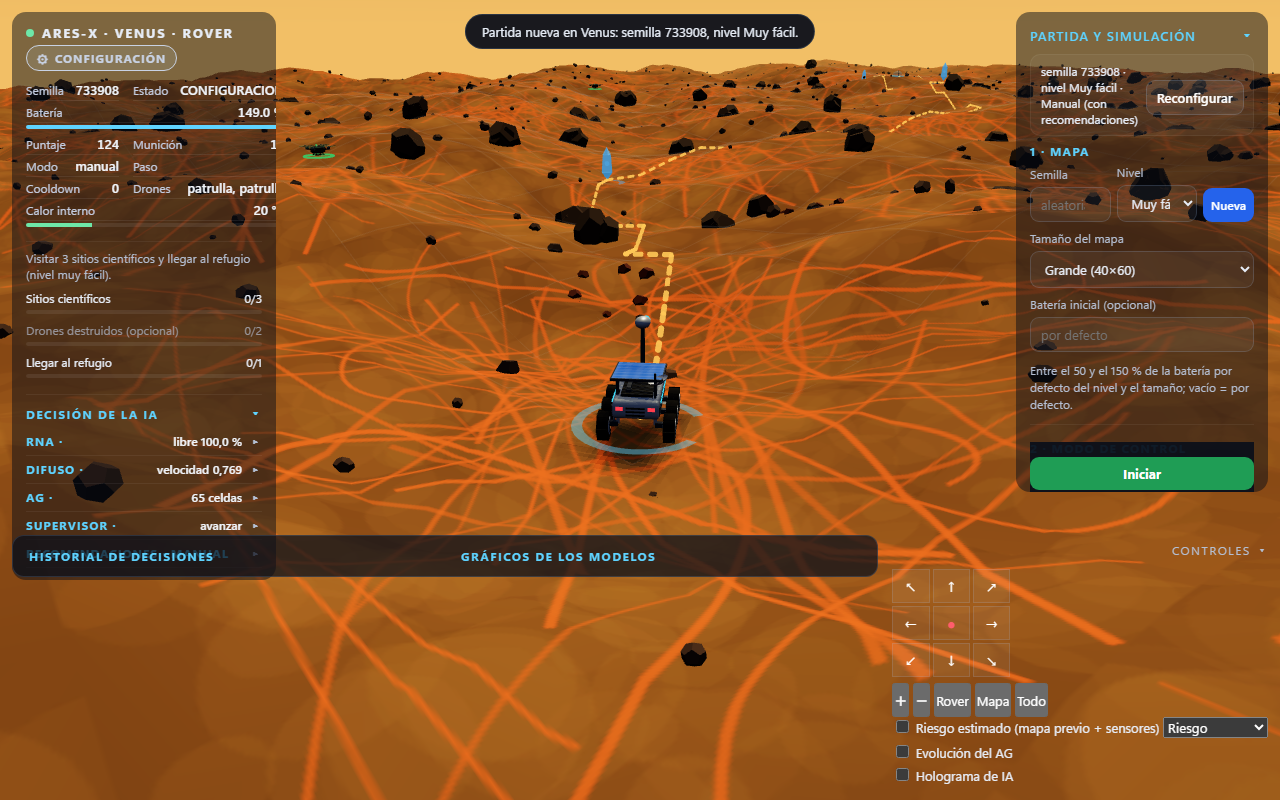 ARES-X · VENUS · ROVER
CONFIGURACIÓN
Semilla 733908 Estado CONFIGURACIO
Batería 149.0
Puntaje 124 Munición 1
Modo manual Paso
Cooldown 0 Drones patrulla, patrull
Calor interno 20 °
Visitar 3 sitios científicos y llegar al refugio
(nivel muy fácil).
Sitios científicos 0/3
Drones destruidos (opcional) 0/2
Llegar al refugio 0/1
DECISIÓN DE LA IA
RNA · libre 100,0 %
DIFUSO · velocidad 0,769
AG · 65 celdas
SUPERVISOR · avanzar
HISTORIAL DE DECISIONES
GRÁFICOS DE LOS MODELOS
Partida nueva en Venus: semilla 733908, nivel Muy fácil.
PARTIDA Y SIMULACIÓN
semilla 733908 ·
nivel Muy fácil ·
Manual (con
recomendaciones)
Reconfigurar
1 · MAPA
Semilla Nivel
aleatori Muy fá Nueva
Tamaño del mapa
Grande (40×60)
Batería inicial (opcional)
por defecto
Entre el 50 y el 150 % de la batería por
defecto del nivel y el tamaño; vacío = por
defecto.
MODO DE CONTROL
Iniciar
CONTROLES
↖ ↑ ↗
← ● →
↙ ↓ ↘
+ − Rover Mapa Todo
Riesgo estimado (mapa previo + sensores) Riesgo
Evolución del AG
Holograma de IA